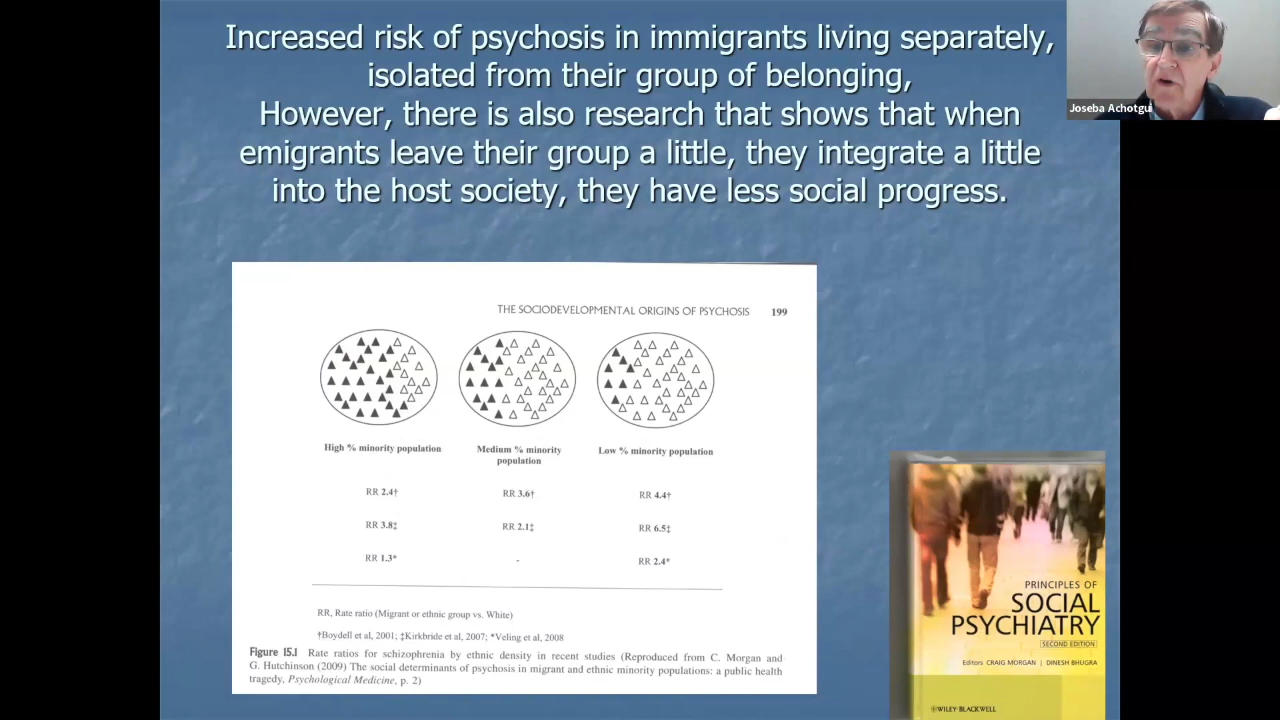 Increased risk of psychosis in immigrants living separately,
isolated from their group of belonging,
However, there is also research that shows that when
emigrants leave their group a little, they integrate a little
into the host society, they have less social progress.
Joseba Achotgui
THE SOCIODEVELOPMENTAL ORIGINS OF PSYCHOSIS 199
High % minority population Medium % minority Low % minority population
population
RR 2.4† RR 3.6† RR 4.4†
RR 3.8‡ RR 2.1‡ RR 6.5‡
RR 1.3* - RR 2.4*
RR, Rate ratio (Migrant or ethnic group vs. White)
†Boydell et al, 2001; ‡Kirkbride et al, 2007; *Veling et al, 2008
Figure 15.1 Rate ratios for schizophrenia by ethnic density in recent studies (Reproduced from C. Morgan and
G. Hutchinson (2009) The social determinants of psychosis in migrant and ethnic minority populations: a public health
tragedy, Psychological Medicine, p. 2)
PRINCIPLES OF
SOCIAL
PSYCHIATRY
SECOND EDITION
Editors CRAIG MORGAN | DINESH BHUGRA
WILEY-BLACKWELL